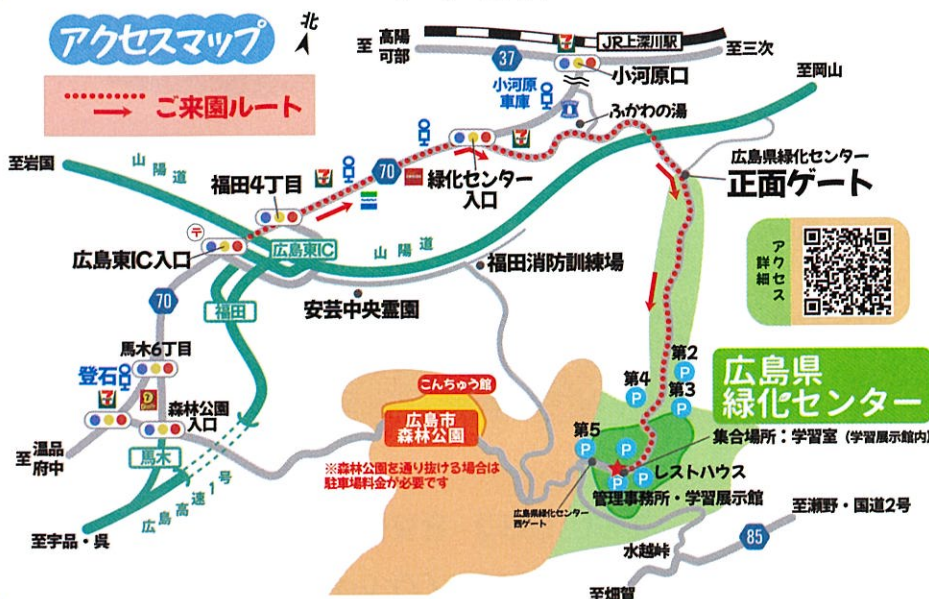 アクセスマップ
北
至高陽
可部
JR上深川駅
至三次
37
小河原口
小河原
車庫
至岡山
ご来園ルート
ふかわの湯
至岩国
山陽道
福田4丁目
70
緑化センター
入口
広島県緑化センター
正面ゲート
広島東IC入口
広島東IC
山陽道
福田消防訓練場
アクセス
詳細
70
福田
安芸中央霊園
馬木6丁目
登石
第2
第4
第3
広島県
緑化センター
こんちゅう館
広島市
森林公園
森林公園
入口
第5
P
P
P
P
P
P
P
集合場所:学習室(学習展示館内)
至温品
府中
馬木
※森林公園を通り抜ける場合は
駐車場料金が必要です
レストハウス
管理事務所・学習展示館
広島県緑化センター
西ゲート
広島高速1号
至宇品・呉
至瀬野・国道2号
水越峠
85
至畑賀